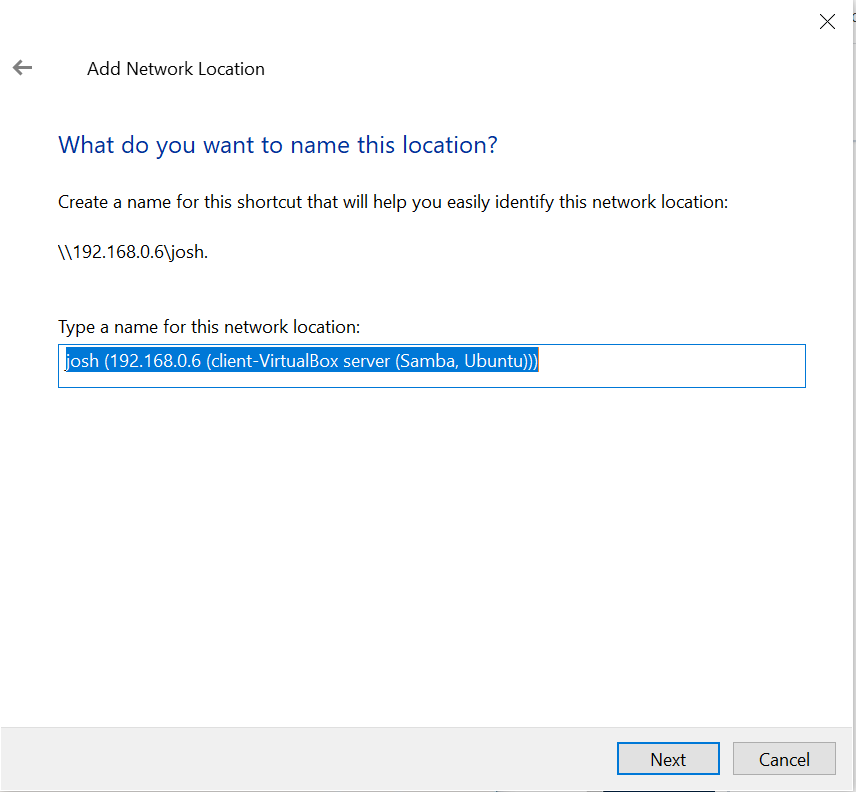 Add Network Location
What do you want to name this location?
Create a name for this shortcut that will help you easily identify this network location:
\\192.168.0.6\josh.
Type a name for this network location:
josh (192.168.0.6 (client-VirtualBox server (Samba, Ubuntu)))
Next
Cancel